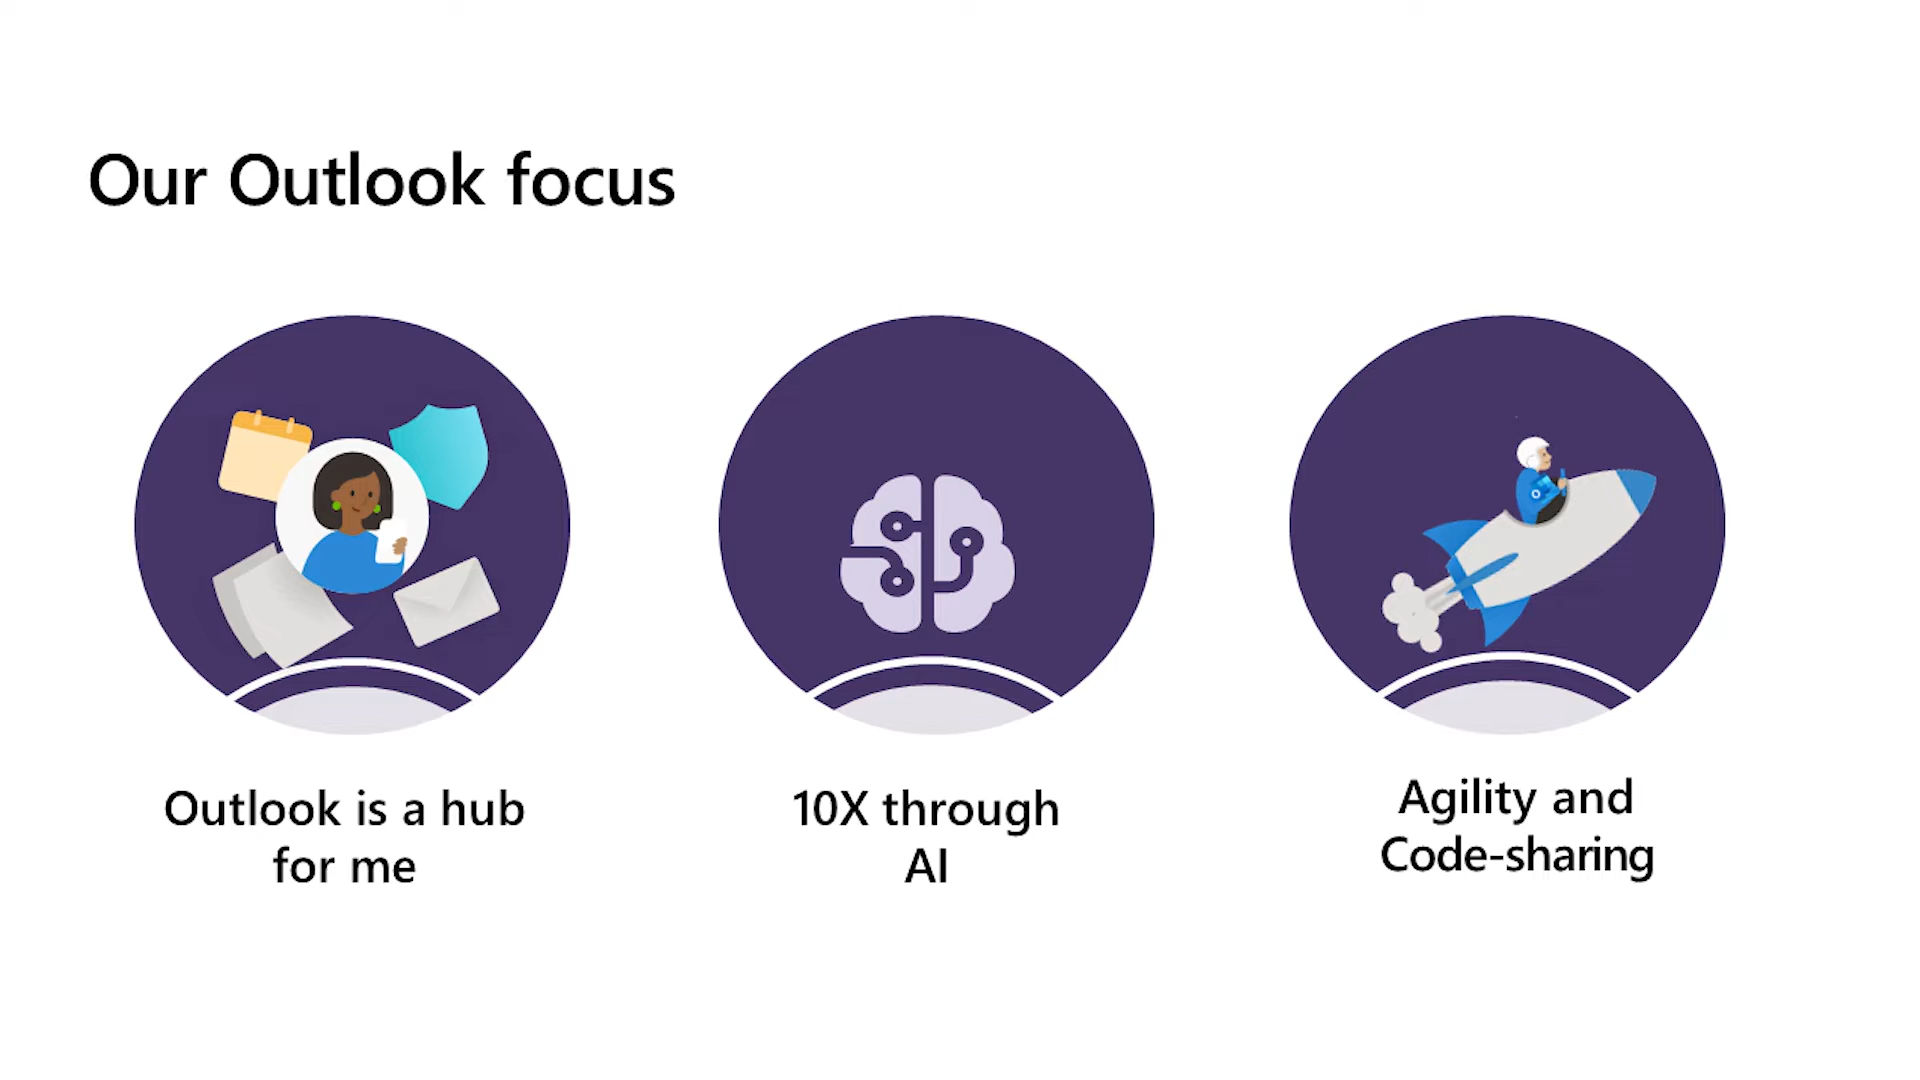 Our Outlook focus
Outlook is a hub
for me
10X through
AI
Agility and
Code-sharing